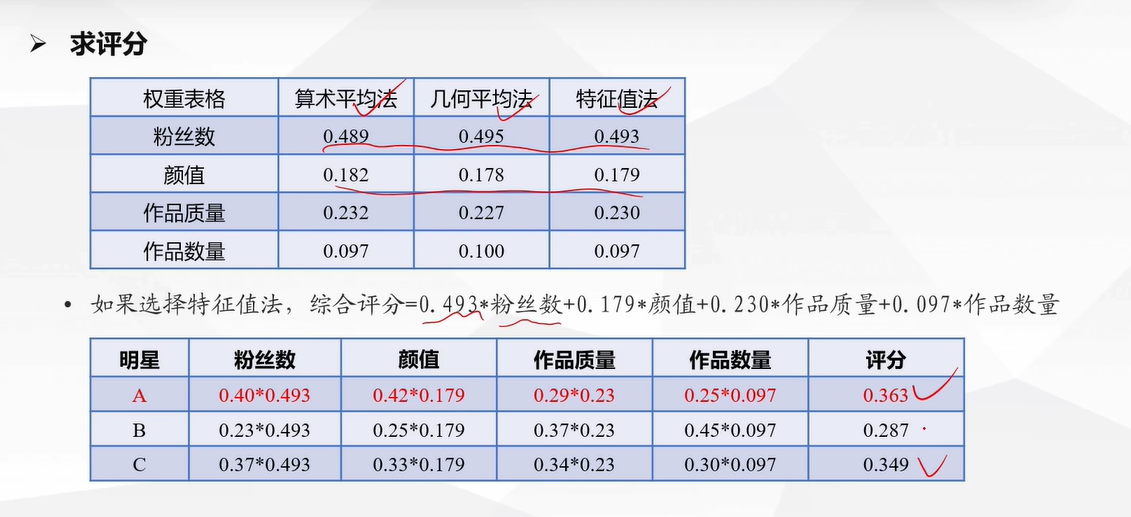 ➢ 求评分
权重表格 算术平均法 几何平均法 特征值法
粉丝数 0.489 0.495 0.493
颜值 0.182 0.178 0.179
作品质量 0.232 0.227 0.230
作品数量 0.097 0.100 0.097
• 如果选择特征值法，综合评分=0.493*粉丝数+0.179*颜值+0.230*作品质量+0.097*作品数量
明星 粉丝数 颜值 作品质量 作品数量 评分
A 0.40*0.493 0.42*0.179 0.29*0.23 0.25*0.097 0.363
B 0.23*0.493 0.25*0.179 0.37*0.23 0.45*0.097 0.287
C 0.37*0.493 0.33*0.179 0.34*0.23 0.30*0.097 0.349